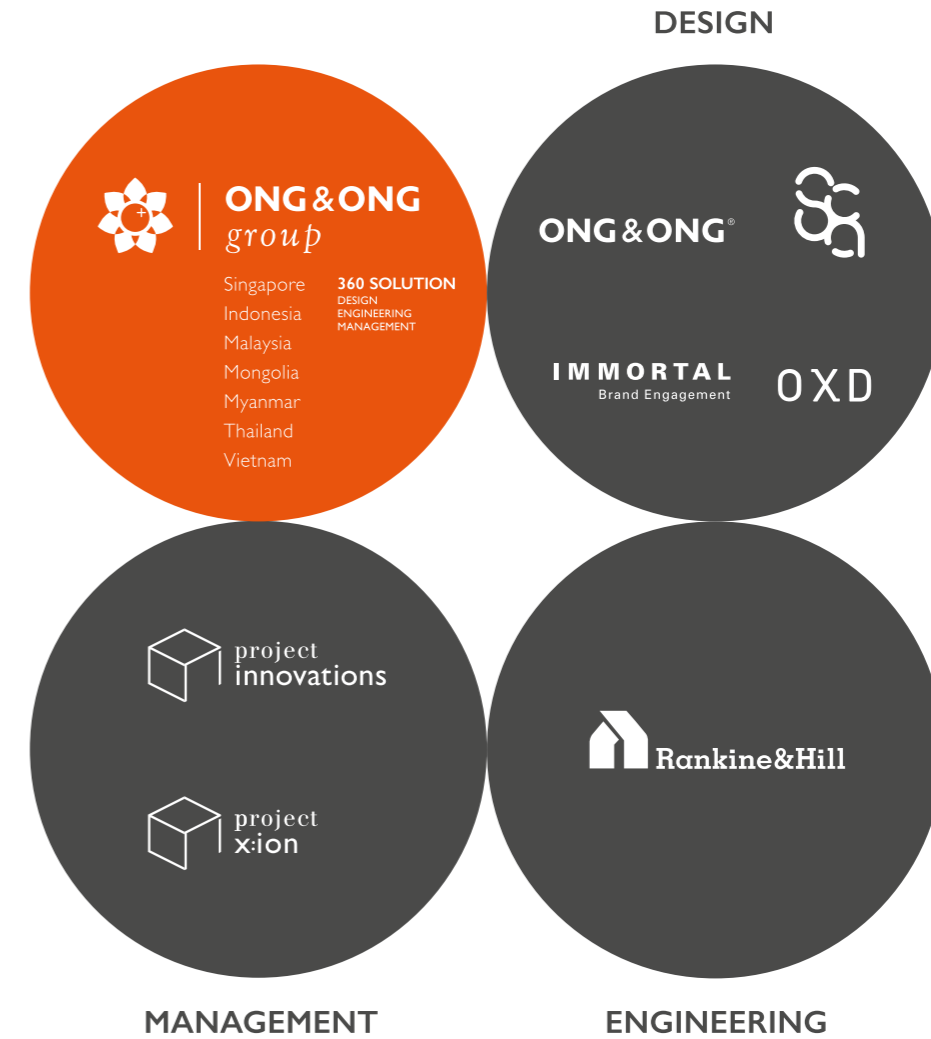 DESIGN
ONG&ONG
group
Singapore
Indonesia
Malaysia
Mongolia
Myanmar
Thailand
Vietnam
360 SOLUTION
DESIGN
ENGINEERING
MANAGEMENT
ONG&ONG®
sca
IMMORTAL
Brand Engagement
OXD
project
innovations
project
x:ion
Rankine&Hill
MANAGEMENT
ENGINEERING